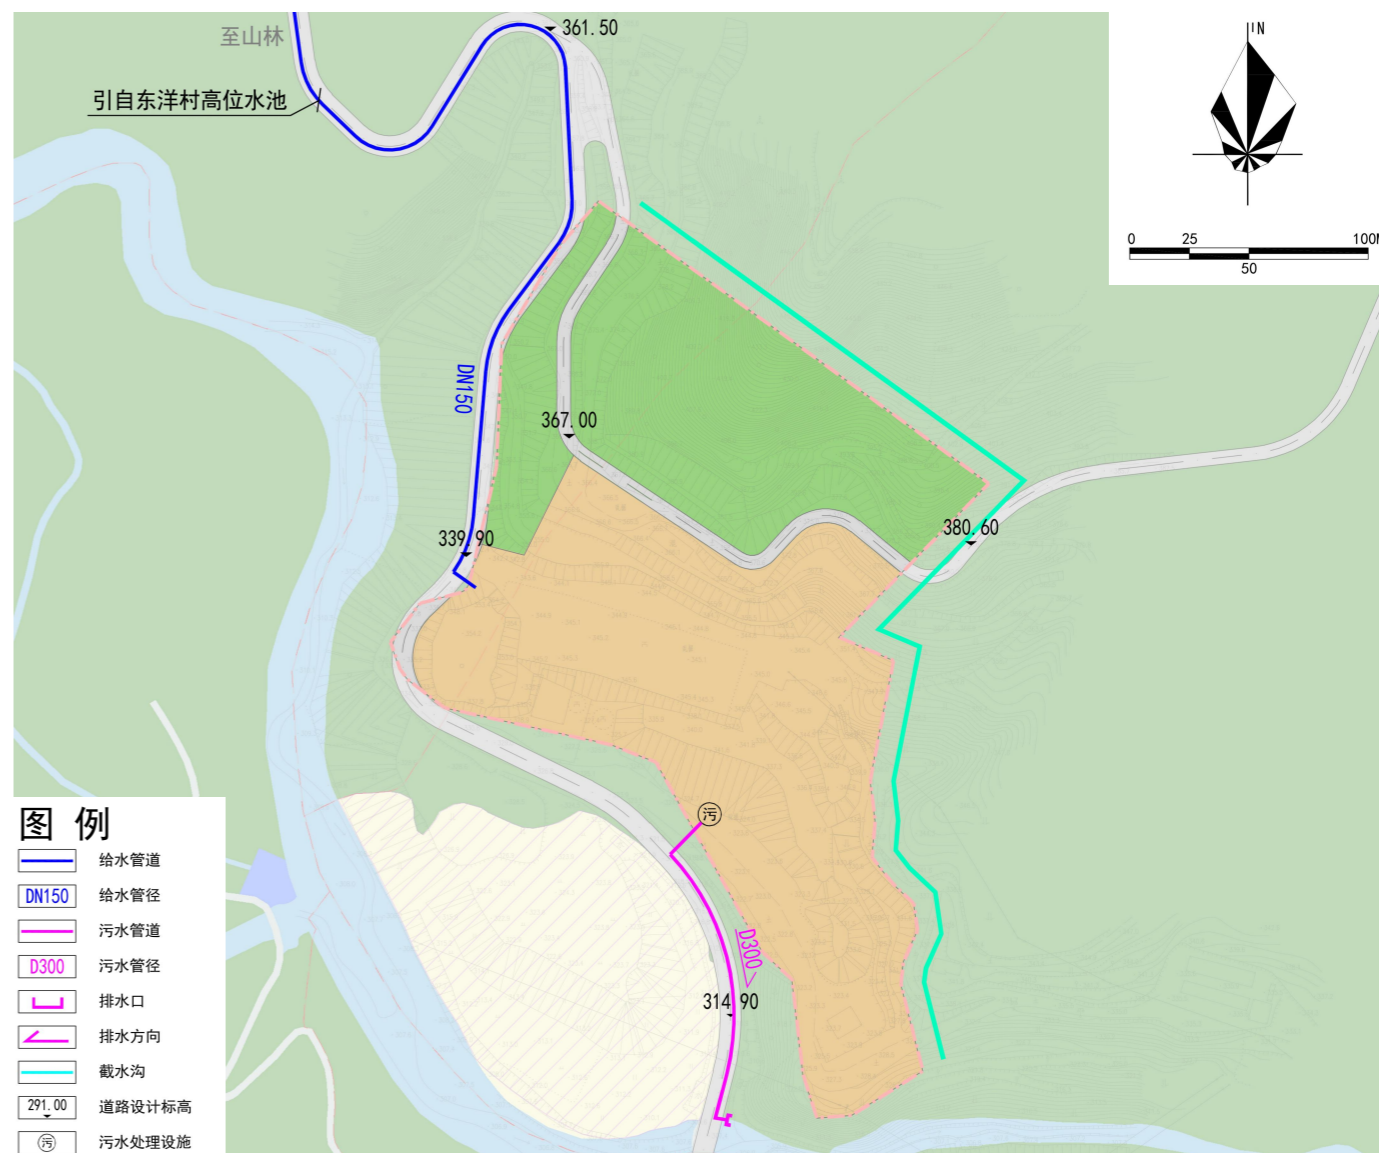 至山林
361.50
引自东洋村高位水池
N
0 25 100M
50
DN150
367.00
339.90
380.60
污
D300
314.90
图 例
给水管道
DN150 给水管径
污水管道
D300 污水管径
排水口
排水方向
截水沟
291.00 道路设计标高
污 污水处理设施